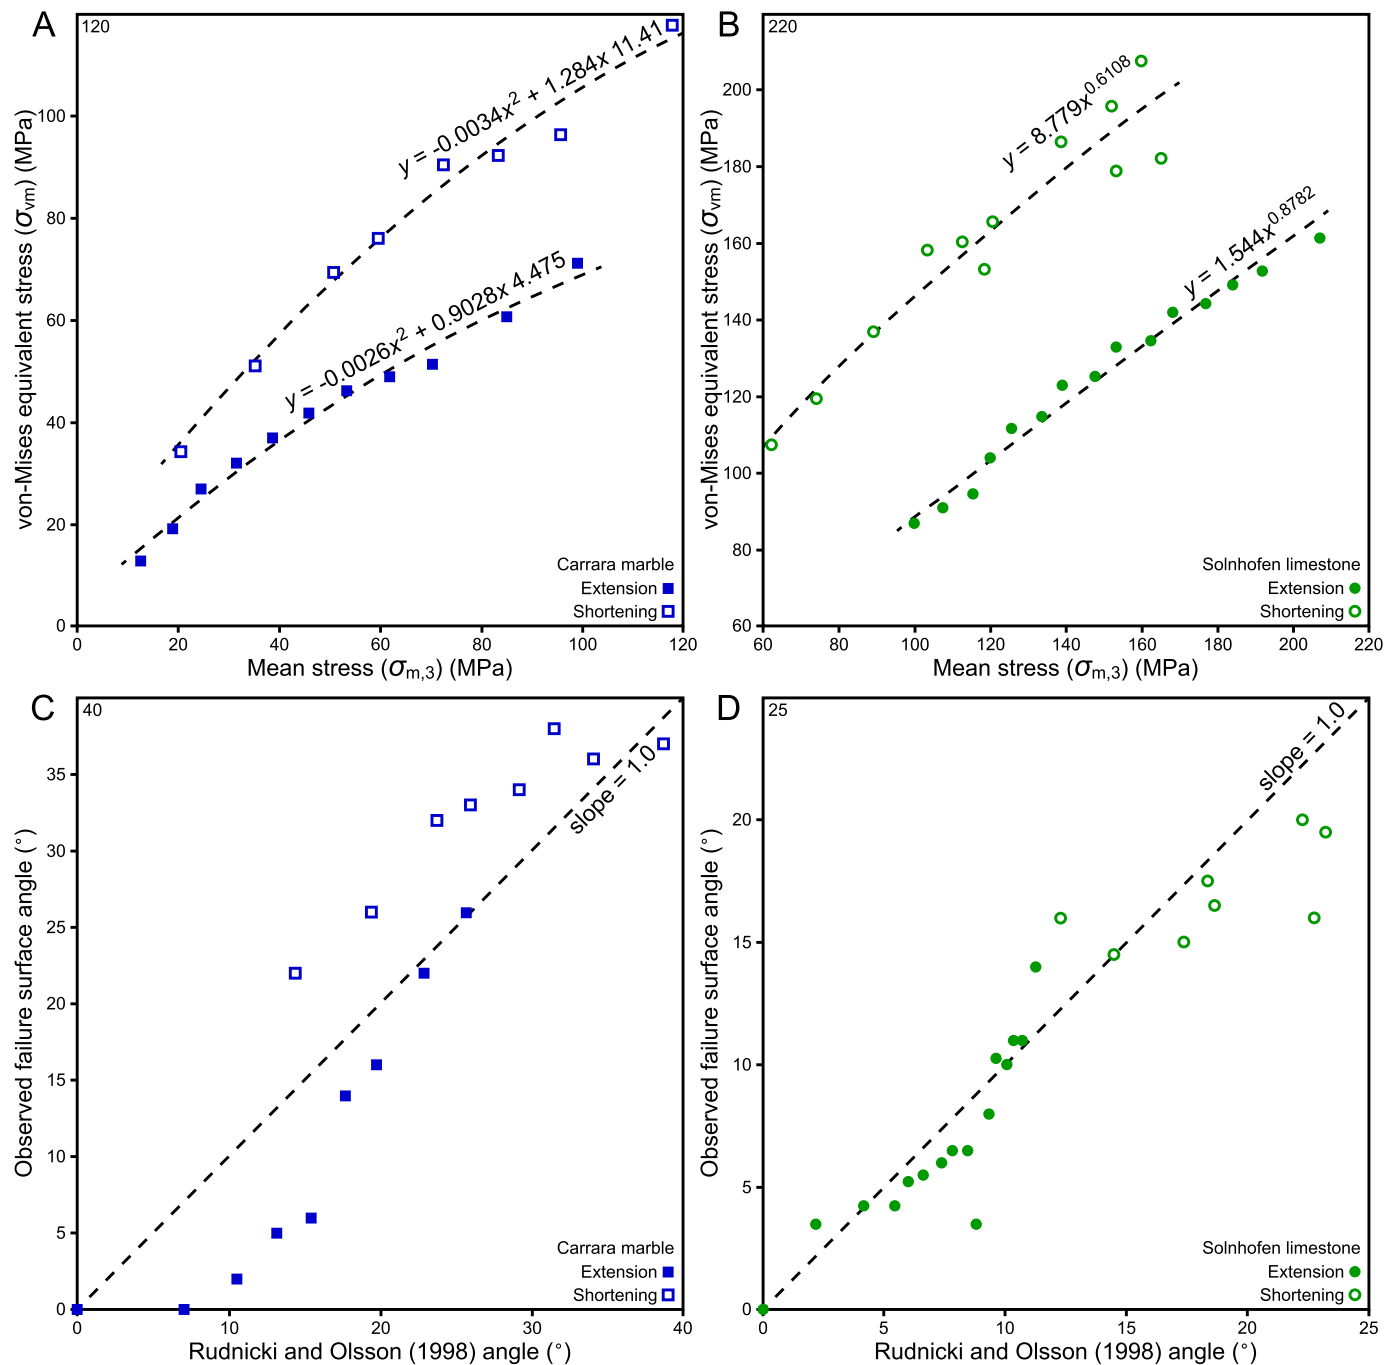 A
120
100
80
60
40
20
0
von-Mises equivalent stress (σvm) (MPa)
y = -0.0034x² + 1.284x 11.41
y = -0.0026x² + 0.9028x 4.475
Carrara marble
Extension
Shortening
0 20 40 60 80 100 120
Mean stress (σm,3) (MPa)
B
220
200
180
160
140
120
100
80
60
von-Mises equivalent stress (σvm) (MPa)
y = 8.779x^0.6108
y = 1.544x^0.8782
Solnhofen limestone
Extension
Shortening
60 80 100 120 140 160 180 200 220
Mean stress (σm,3) (MPa)
C
40
35
30
25
20
15
10
5
0
Observed failure surface angle (°)
slope = 1.0
Carrara marble
Extension
Shortening
0 10 20 30 40
Rudnicki and Olsson (1998) angle (°)
D
25
20
15
10
5
0
Observed failure surface angle (°)
slope = 1.0
Solnhofen limestone
Extension
Shortening
0 5 10 15 20 25
Rudnicki and Olsson (1998) angle (°)